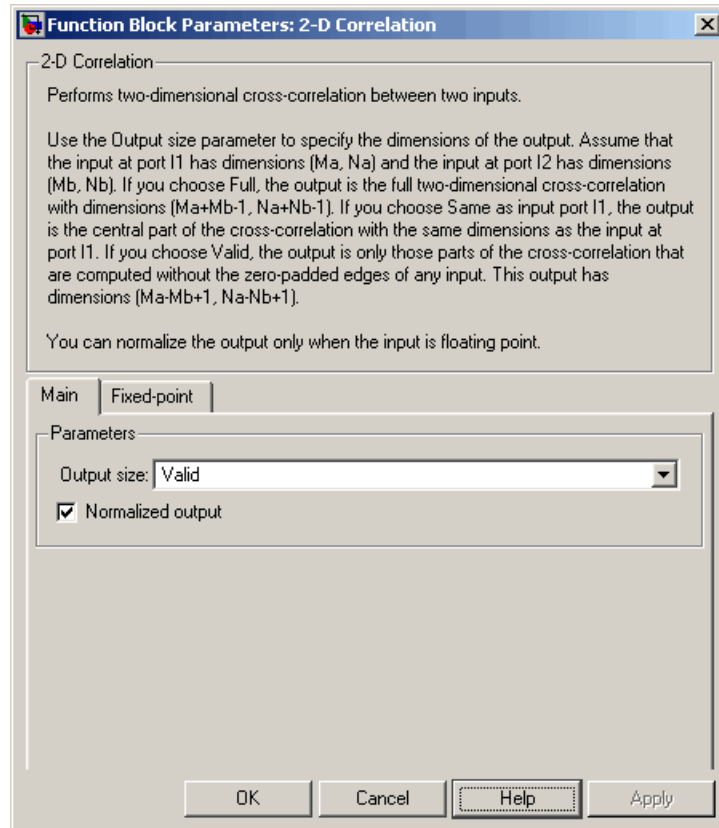 Function Block Parameters: 2-D Correlation
2-D Correlation
Performs two-dimensional cross-correlation between two inputs.
Use the Output size parameter to specify the dimensions of the output. Assume that
the input at port I1 has dimensions (Ma, Na) and the input at port I2 has dimensions
(Mb, Nb). If you choose Full, the output is the full two-dimensional cross-correlation
with dimensions (Ma+Mb-1, Na+Nb-1). If you choose Same as input port I1, the output
is the central part of the cross-correlation with the same dimensions as the input at
port I1. If you choose Valid, the output is only those parts of the cross-correlation that
are computed without the zero-padded edges of any input. This output has
dimensions (Ma-Mb+1, Na-Nb+1).
You can normalize the output only when the input is floating point.
Main Fixed-point
Parameters
Output size: Valid
Normalized output
OK Cancel Help Apply